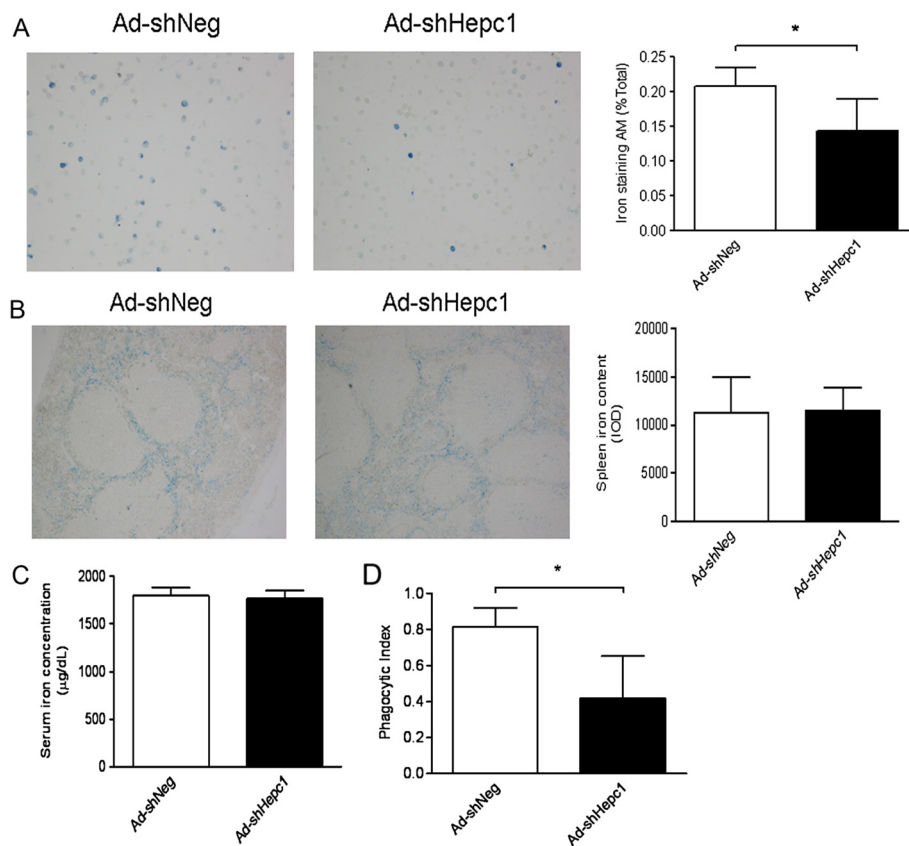 A
Ad-shNeg
Ad-shHepc1
Iron staining AM (%Total)
0.25
0.20
0.15
0.10
0.05
0.00
*
Ad-shNeg
Ad-shHepc1
B
Ad-shNeg
Ad-shHepc1
Spleen iron content
(IOD)
20000
15000
10000
5000
0
Ad-shNeg
Ad-shHepc1
C
Serum iron concentration
(µg/dL)
2000
1500
1000
500
0
Ad-shNeg
Ad-shHepc1
D
Phagocytic Index
1.0
0.8
0.6
0.4
0.2
0.0
*
Ad-shNeg
Ad-shHepc1